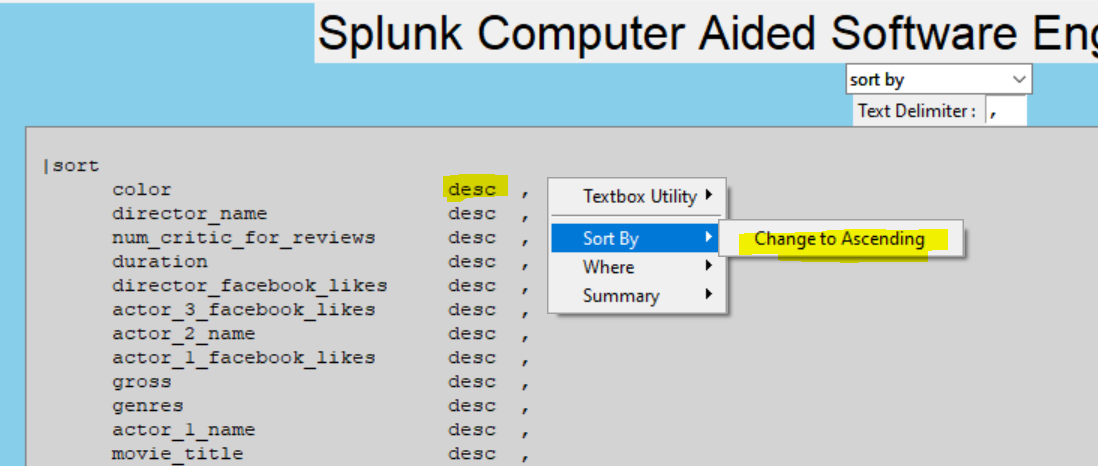 Splunk Computer Aided Software Eng
sort by
Text Delimiter : ,
|sort
color desc ,
director_name desc ,
num_critic_for_reviews desc ,
duration desc ,
director_facebook_likes desc ,
actor_3_facebook_likes desc ,
actor_2_name desc ,
actor_1_facebook_likes desc ,
gross desc ,
genres desc ,
actor_1_name desc ,
movie_title desc ,
Textbox Utility
Sort By
Change to Ascending
Where
Summary